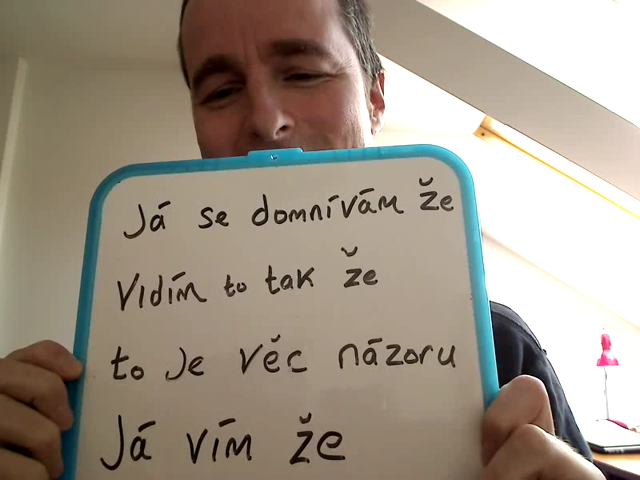 Já se domnívám že
Vidím to tak že
to je věc názoru
Já vím že